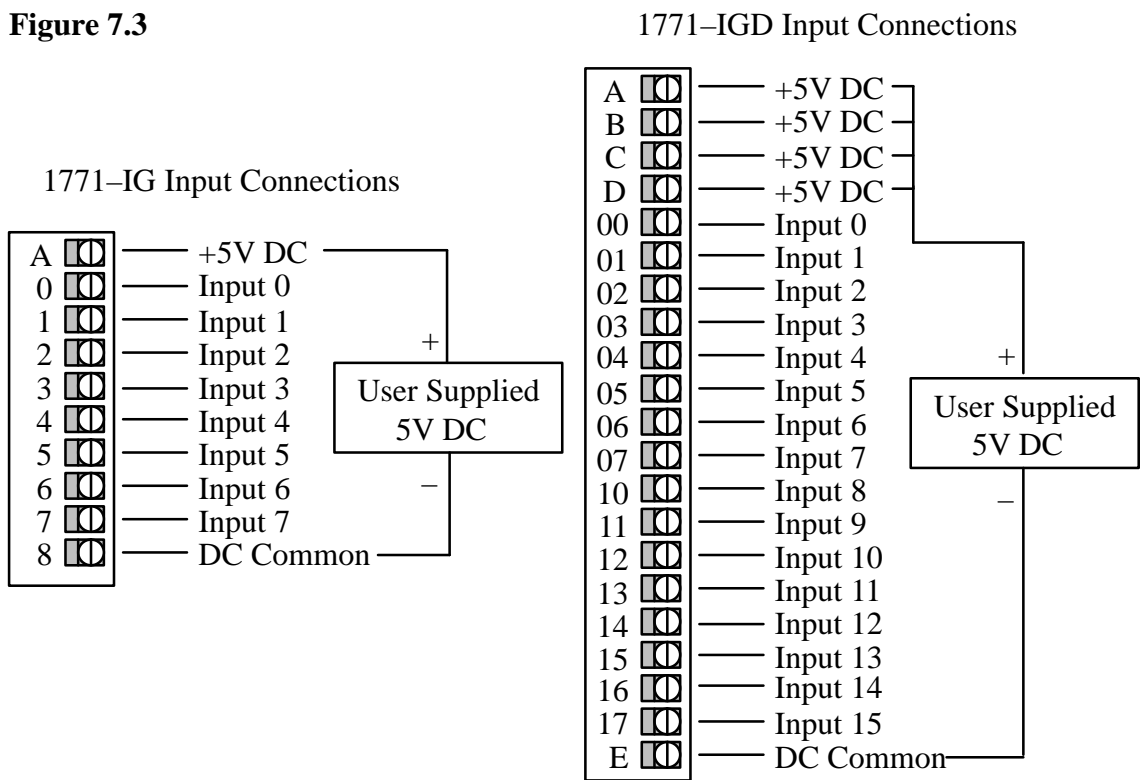 Figure 7.3
1771–IG Input Connections
A +5V DC
0 Input 0
1 Input 1
2 Input 2
3 Input 3
4 Input 4
5 Input 5
6 Input 6
7 Input 7
8 DC Common
+
User Supplied
5V DC
–
1771–IGD Input Connections
A +5V DC
B +5V DC
C +5V DC
D +5V DC
00 Input 0
01 Input 1
02 Input 2
03 Input 3
04 Input 4
05 Input 5
06 Input 6
07 Input 7
10 Input 8
11 Input 9
12 Input 10
13 Input 11
14 Input 12
15 Input 13
16 Input 14
17 Input 15
E DC Common
+
User Supplied
5V DC
–